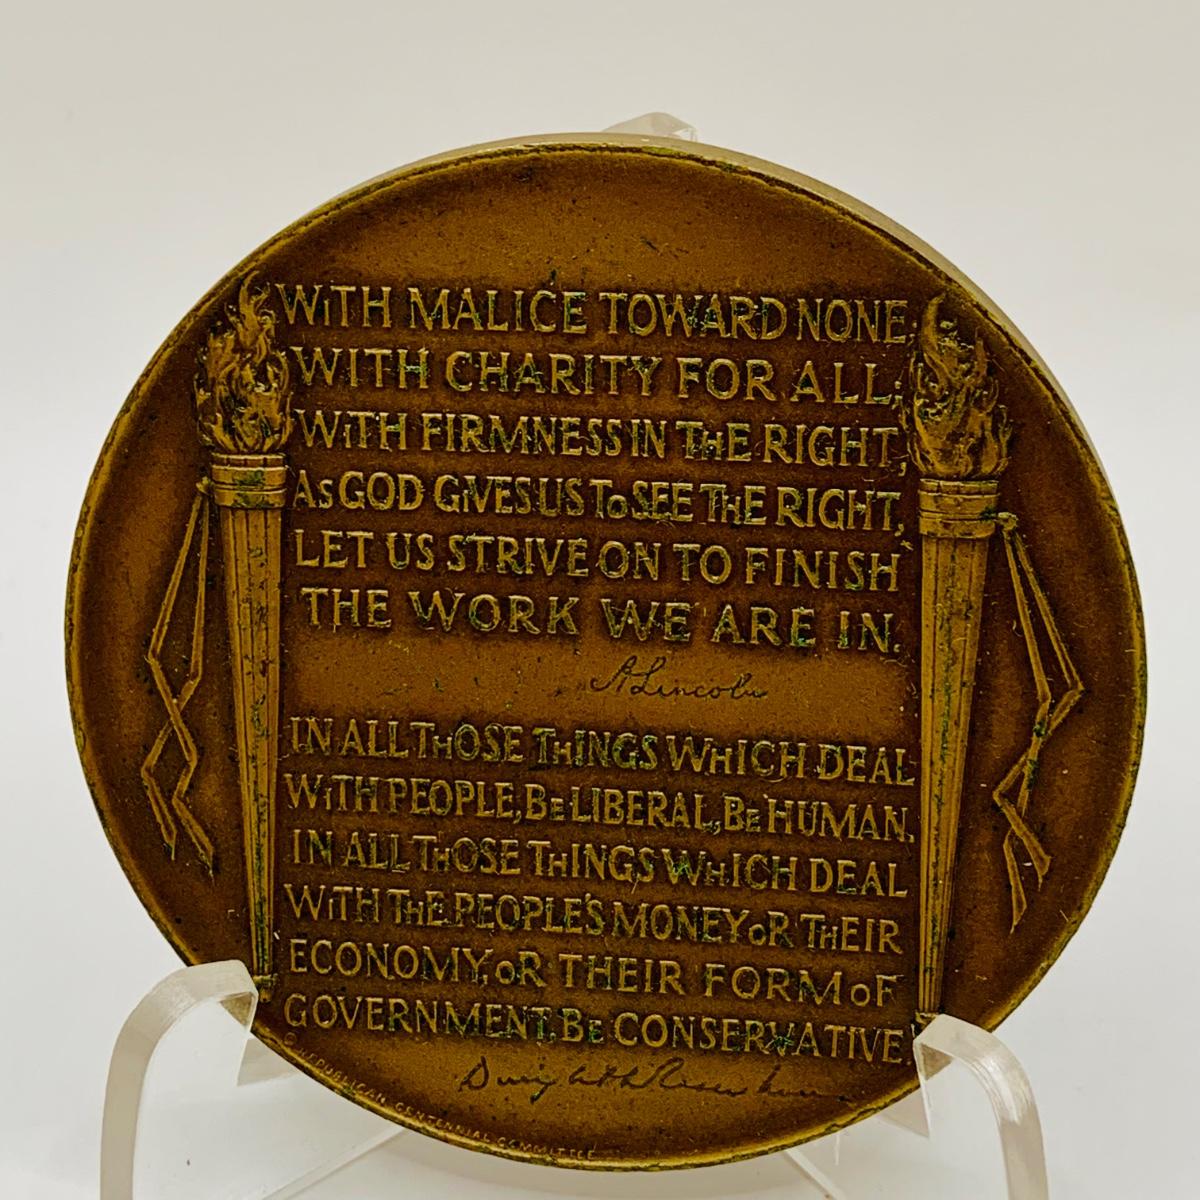 WiTH MALICE TOWARD NONE;
WITH CHARITY FOR ALL;
WiTH FIRMNESS IN THE RIGHT,
AS GOD GIVES US To SEE THE RIGHT,
LET US STRIVE ON TO FINISH
THE WORK WE ARE IN.
A Lincoln
IN ALL THOSE THINGS WHICH DEAL
WiTH PEOPLE, BE LIBERAL, BE HUMAN.
IN ALL THOSE THINGS WHICH DEAL
WiTH THE PEOPLE'S MONEY oR THEIR
ECONOMY, oR THEIR FORM oF
GOVERNMENT, BE CONSERVATIVE.
Dwight D Eisenhower
© REPUBLICAN CENTENNIAL COMMITTEE